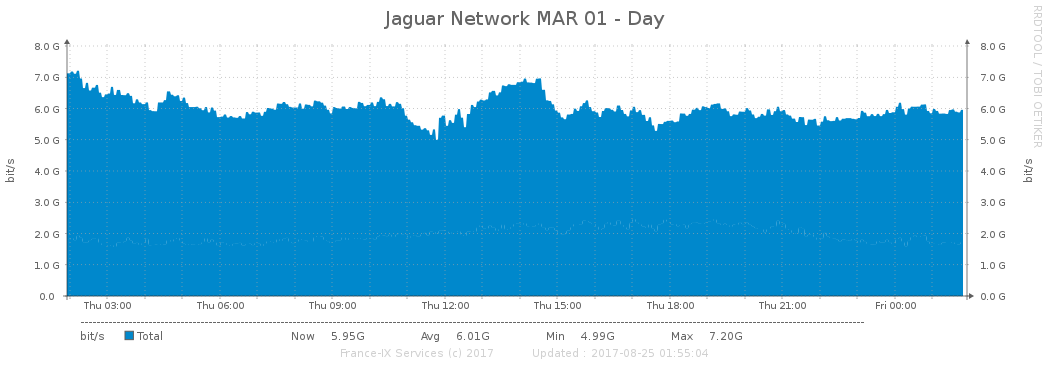 Jaguar Network MAR 01 - Day
RRDTOOL / TOBI OETIKER
8.0 G 8.0 G
7.0 G 7.0 G
6.0 G 6.0 G
5.0 G 5.0 G
4.0 G 4.0 G
3.0 G 3.0 G
2.0 G 2.0 G
1.0 G 1.0 G
0.0 0.0 G
bit/s bit/s
Thu 03:00 Thu 06:00 Thu 09:00 Thu 12:00 Thu 15:00 Thu 18:00 Thu 21:00 Fri 00:00
bit/s Total Now 5.95G Avg 6.01G Min 4.99G Max 7.20G
France-IX Services (c) 2017 Updated : 2017-08-25 01:55:04